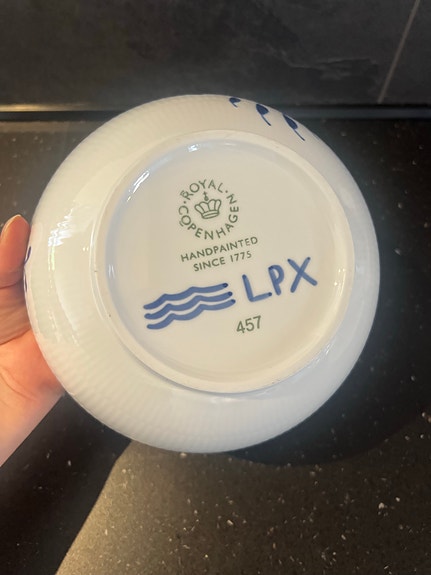 ROYAL
COPENHAGEN
HANDPAINTED
SINCE 1775
LPX
457